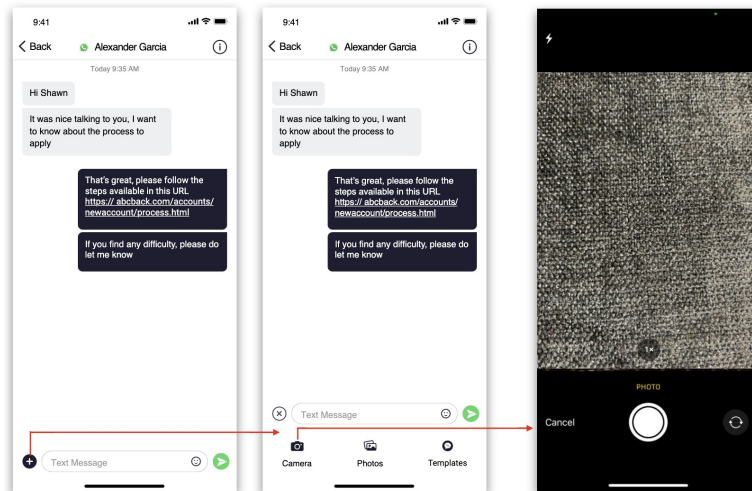 9:41
Back
Alexander Garcia
Today 9:35 AM
Hi Shawn
It was nice talking to you, I want
to know about the process to
apply
That's great, please follow the
steps available in this URL
https:// abcback.com/accounts/
newaccount/process.html
If you find any difficulty, please do
let me know
Text Message
9:41
Back
Alexander Garcia
Today 9:35 AM
Hi Shawn
It was nice talking to you, I want
to know about the process to
apply
That's great, please follow the
steps available in this URL
https:// abcback.com/accounts/
newaccount/process.html
If you find any difficulty, please do
let me know
Text Message
Camera
Photos
Templates
1×
PHOTO
Cancel